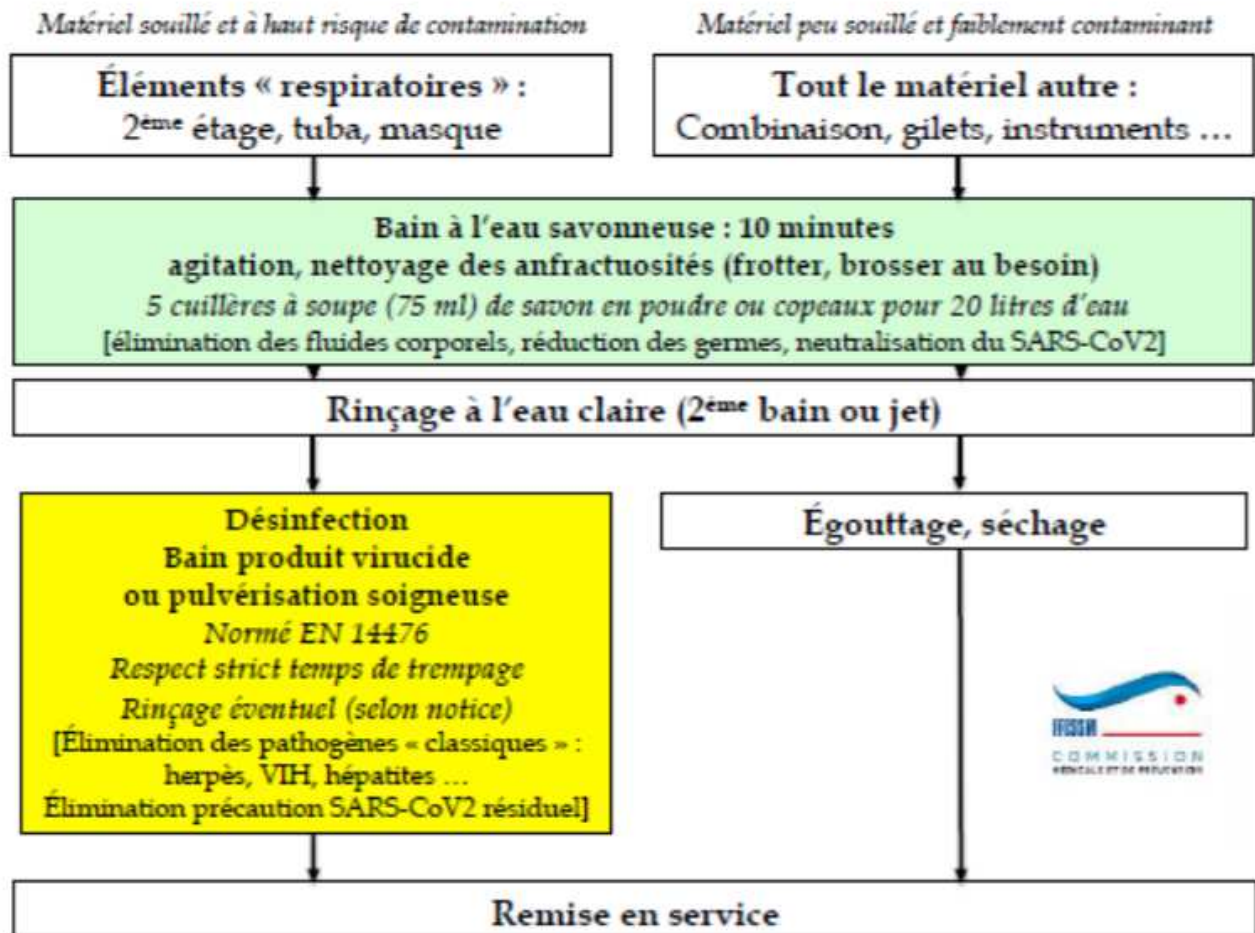 Matériel souillé et à haut risque de contamination
Matériel peu souillé et faiblement contaminant
Éléments « respiratoires » :
2ème étage, tuba, masque
Tout le matériel autre :
Combinaison, gilets, instruments …
Bain à l'eau savonneuse : 10 minutes
agitation, nettoyage des anfractuosités (frotter, brosser au besoin)
5 cuillères à soupe (75 ml) de savon en poudre ou copeaux pour 20 litres d'eau
[élimination des fluides corporels, réduction des germes, neutralisation du SARS-CoV2]
Rinçage à l'eau claire (2ème bain ou jet)
Désinfection
Bain produit virucide
ou pulvérisation soigneuse
Normé EN 14476
Respect strict temps de trempage
Rinçage éventuel (selon notice)
[Élimination des pathogènes « classiques » :
herpès, VIH, hépatites …
Élimination précaution SARS-CoV2 résiduel]
Égouttage, séchage
FFESSM
COMMISSION
MÉDICALE ET DE PRÉVENTION
Remise en service